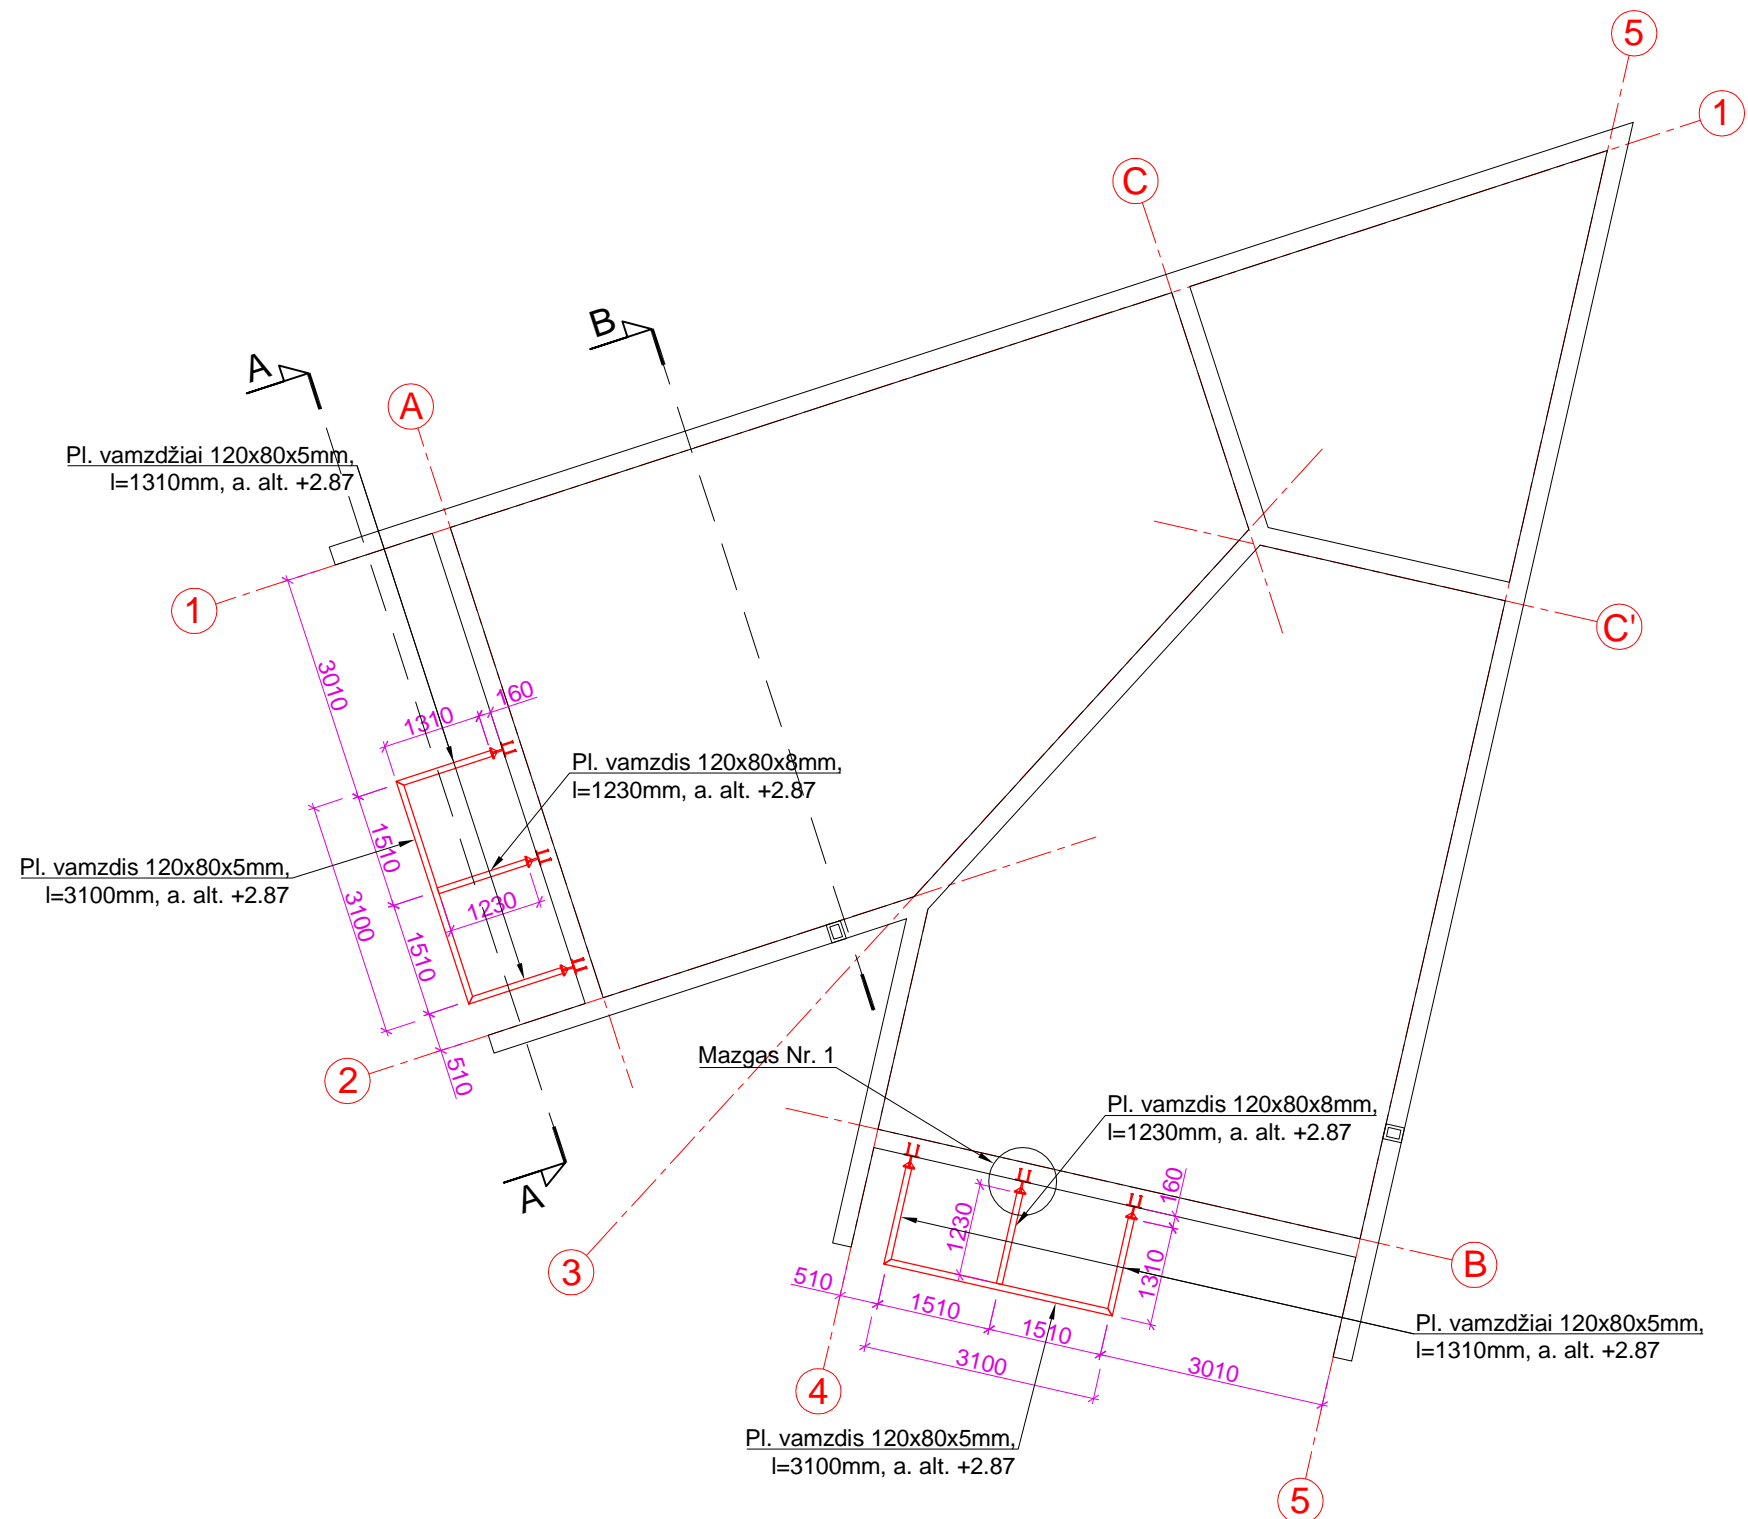 5
1
C
B
A
A
Pl. vamzdžiai 120x80x5mm,
l=1310mm, a. alt. +2.87
1
C'
3010
160
1310
Pl. vamzdis 120x80x8mm,
l=1230mm, a. alt. +2.87
1510
Pl. vamzdis 120x80x5mm,
l=3100mm, a. alt. +2.87
3100
1230
1510
2
510
Mazgas Nr. 1
Pl. vamzdis 120x80x8mm,
l=1230mm, a. alt. +2.87
A
160
1230
3
B
510
1310
1510
1510
Pl. vamzdžiai 120x80x5mm,
l=1310mm, a. alt. +2.87
3100
3010
4
Pl. vamzdis 120x80x5mm,
l=3100mm, a. alt. +2.87
5